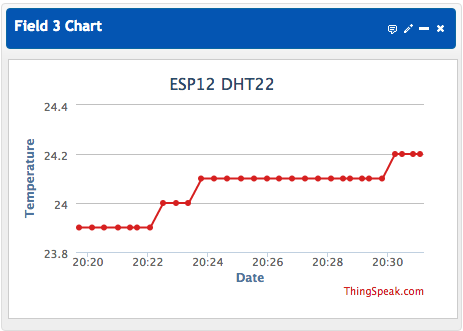 Field 3 Chart
ESP12 DHT22
Temperature
24.4
24.2
24
23.8
20:20 20:22 20:24 20:26 20:28 20:30
Date
ThingSpeak.com